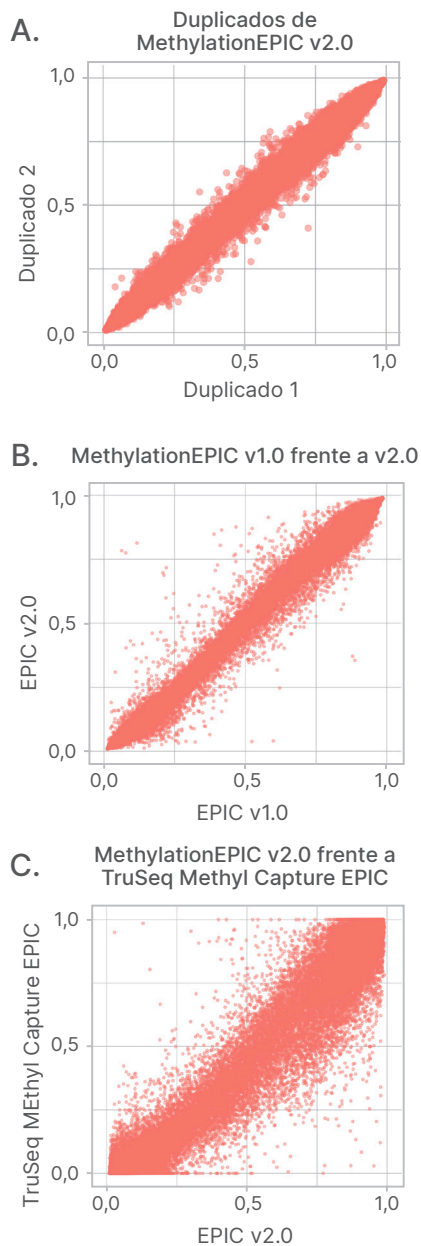 A.
Duplicados de
MethylationEPIC v2.0
1,0
0,5
0,0
Duplicado 2
0,0 0,5 1,0
Duplicado 1
B.
MethylationEPIC v1.0 frente a v2.0
1,0
0,5
0,0
EPIC v2.0
0,0 0,5 1,0
EPIC v1.0
C.
MethylationEPIC v2.0 frente a
TruSeq Methyl Capture EPIC
1,0
0,5
0,0
TruSeq MEthyl Capture EPIC
0,0 0,5 1,0
EPIC v2.0